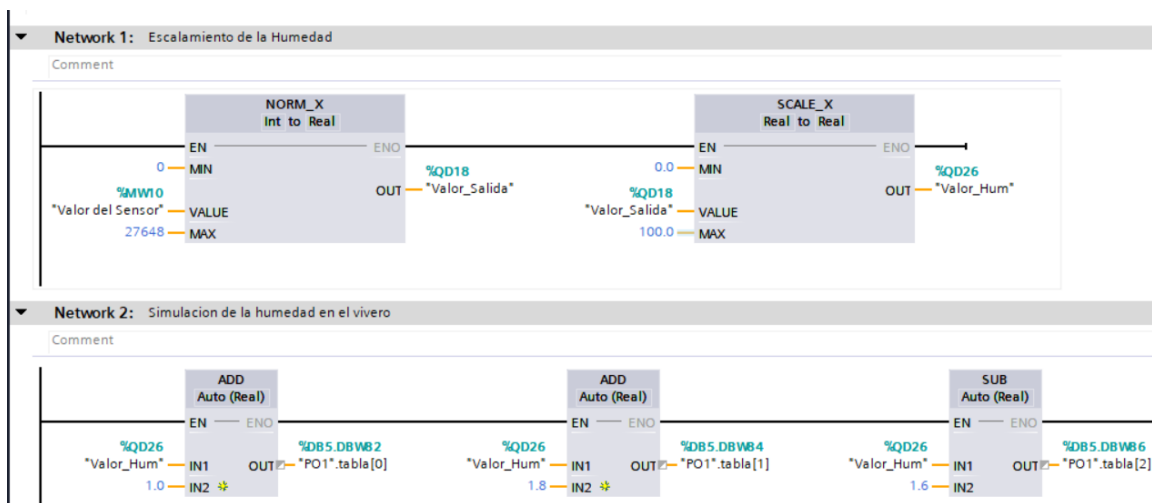 Network 1: Escalamiento de la Humedad
Comment
NORM_X
Int to Real
EN ENO
0 MIN
%MW10
"Valor del Sensor" VALUE
27648 MAX
%QD18
OUT "Valor_Salida"
SCALE_X
Real to Real
EN ENO
0.0 MIN
%QD18
"Valor_Salida" VALUE
100.0 MAX
%QD26
OUT "Valor_Hum"
Network 2: Simulacion de la humedad en el vivero
Comment
ADD
Auto (Real)
EN ENO
%QD26 %DB5.DBW82
"Valor_Hum" IN1 OUT "PO1".tabla[0]
1.0 IN2
ADD
Auto (Real)
EN ENO
%QD26 %DB5.DBW84
"Valor_Hum" IN1 OUT "PO1".tabla[1]
1.8 IN2
SUB
Auto (Real)
EN ENO
%QD26 %DB5.DBW86
"Valor_Hum" IN1 OUT "PO1".tabla[2]
1.6 IN2